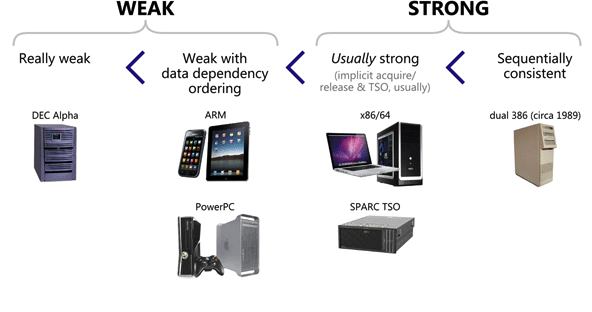 WEAK
STRONG
Really weak
Weak with
data dependency
ordering
Usually strong
(implicit acquire/
release & TSO, usually)
Sequentially
consistent
DEC Alpha
ARM
x86/64
dual 386 (circa 1989)
PowerPC
SPARC TSO